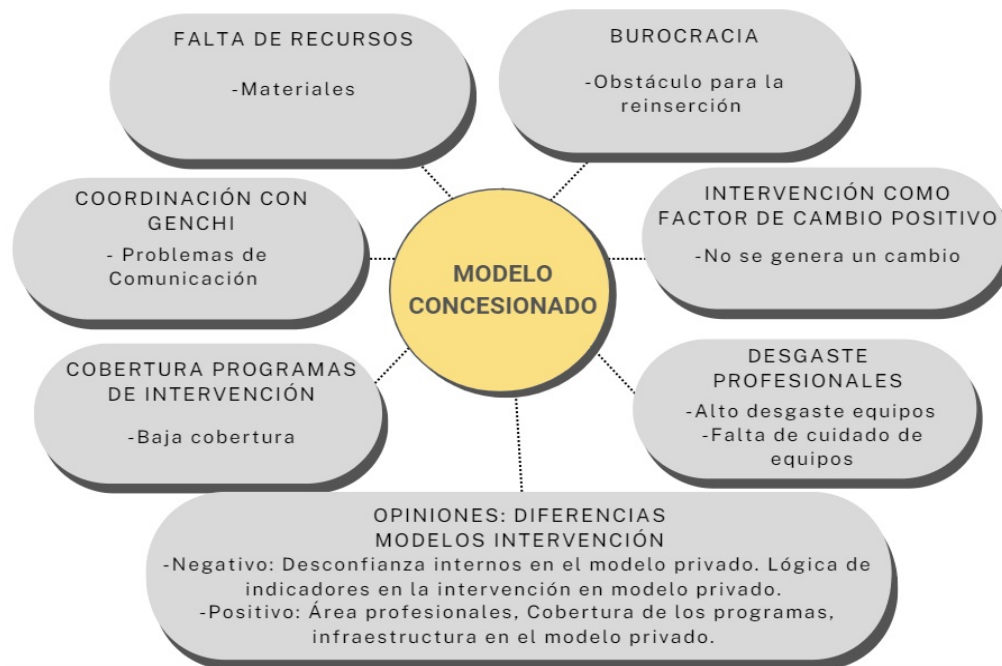 FALTA DE RECURSOS
-Materiales
BUROCRACIA
-Obstáculo para la
reinserción
COORDINACIÓN CON
GENCHI
- Problemas de
Comunicación
INTERVENCIÓN COMO
FACTOR DE CAMBIO POSITIVO
-No se genera un cambio
MODELO
CONCESIONADO
COBERTURA PROGRAMAS
DE INTERVENCIÓN
-Baja cobertura
DESGASTE
PROFESIONALES
-Alto desgaste equipos
-Falta de cuidado de
equipos
OPINIONES: DIFERENCIAS
MODELOS INTERVENCIÓN
-Negativo: Desconfianza internos en el modelo privado. Lógica de
indicadores en la intervención en modelo privado.
-Positivo: Área profesionales, Cobertura de los programas,
infraestructura en el modelo privado.